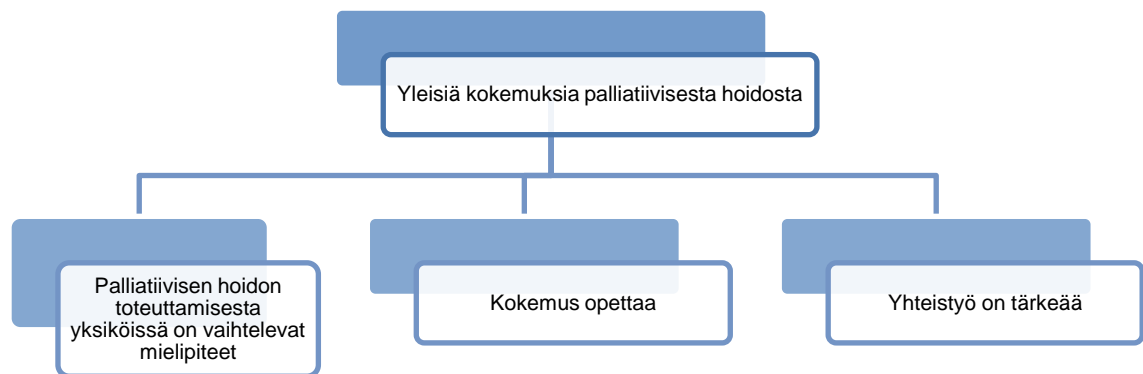 Yleisiä kokemuksia palliatiivisesta hoidosta
Palliatiivisen hoidon
toteuttamisesta
yksiköissä on vaihtelevat
mielipiteet
Kokemus opettaa
Yhteistyö on tärkeää